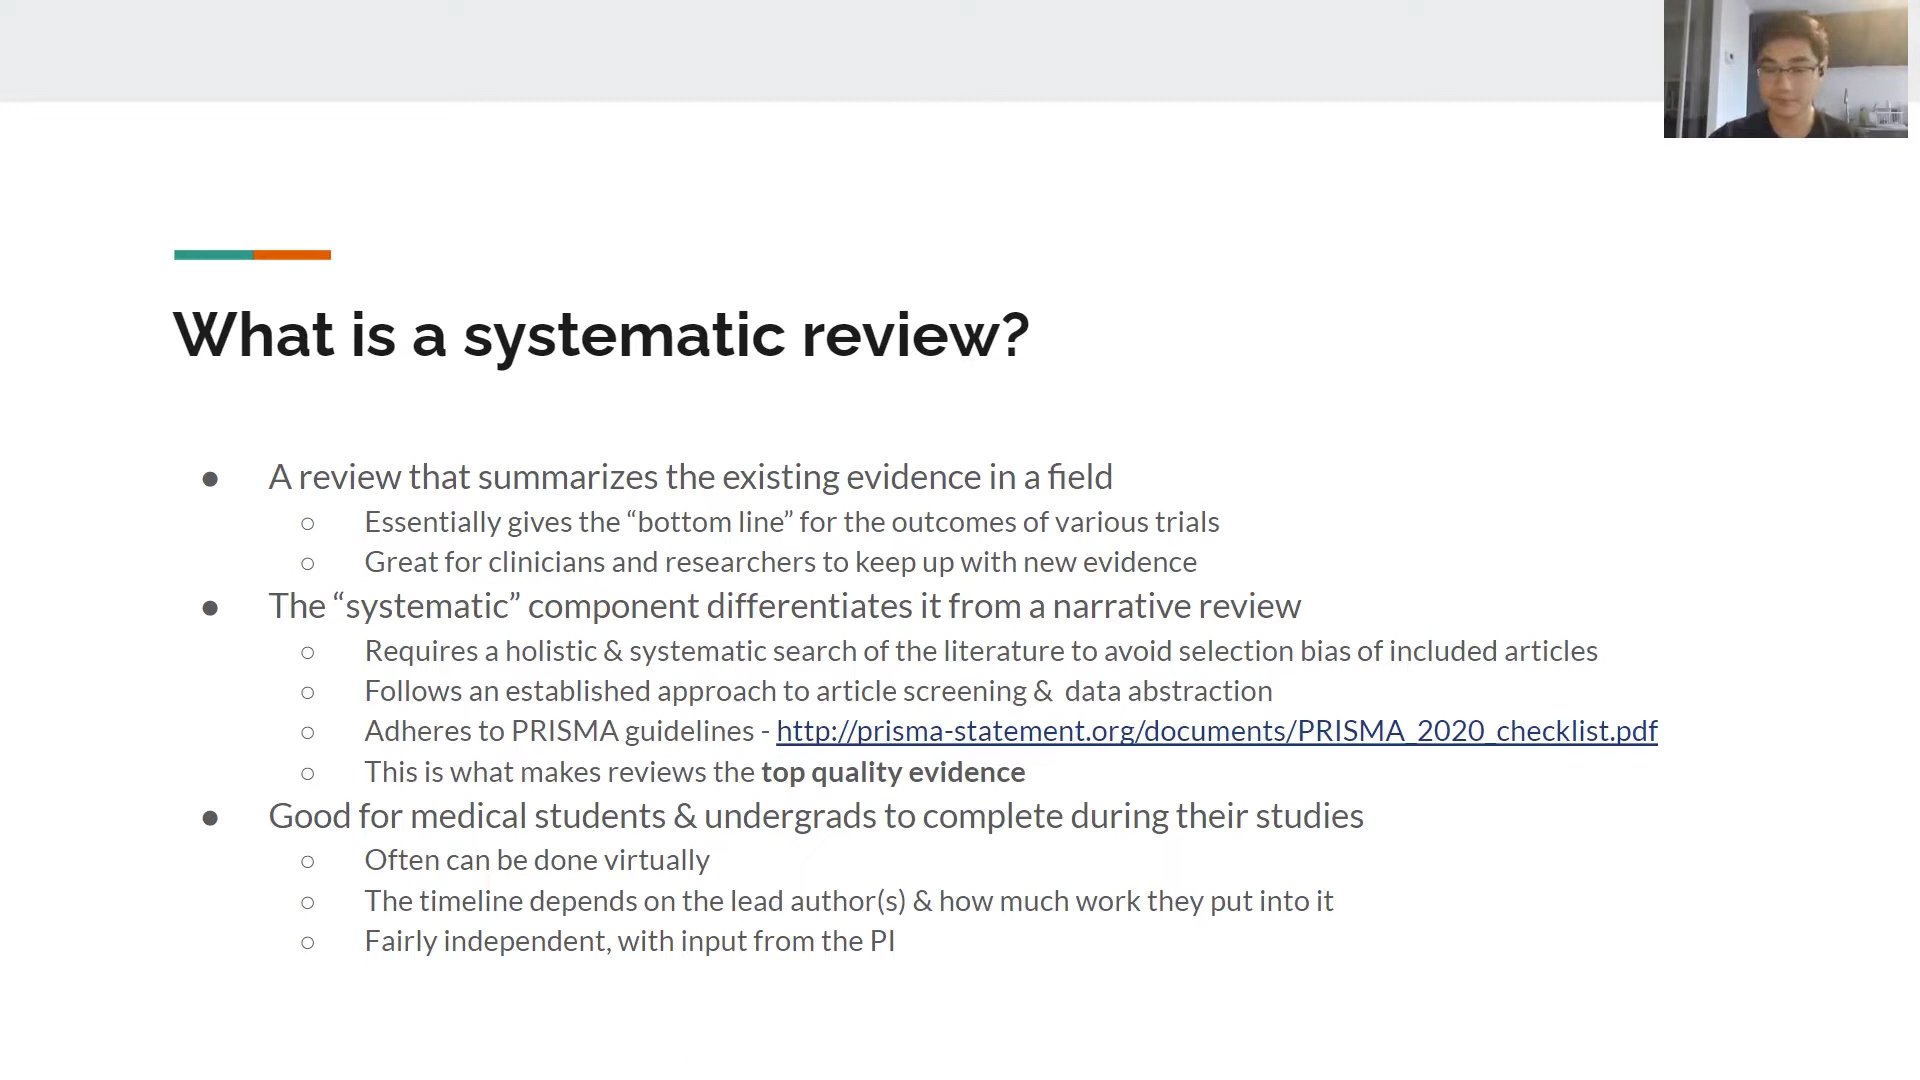 What is a systematic review?
● A review that summarizes the existing evidence in a field
○ Essentially gives the “bottom line” for the outcomes of various trials
○ Great for clinicians and researchers to keep up with new evidence
● The “systematic” component differentiates it from a narrative review
○ Requires a holistic & systematic search of the literature to avoid selection bias of included articles
○ Follows an established approach to article screening &  data abstraction
○ Adheres to PRISMA guidelines - http://prisma-statement.org/documents/PRISMA_2020_checklist.pdf
○ This is what makes reviews the top quality evidence
● Good for medical students & undergrads to complete during their studies
○ Often can be done virtually
○ The timeline depends on the lead author(s) & how much work they put into it
○ Fairly independent, with input from the PI